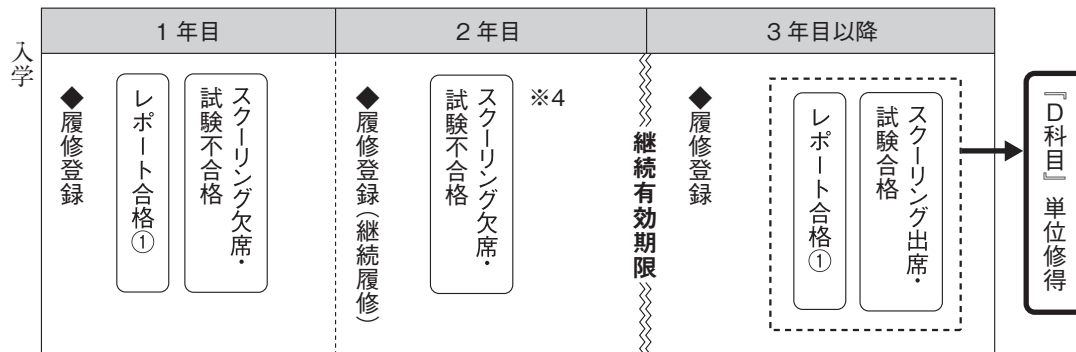 入学
1年目
2年目
3年目以降
◆履修登録
レポート合格①
スクーリング欠席・
試験不合格
◆履修登録(継続履修)
スクーリング欠席・
試験不合格
※4
継続有効期限
◆履修登録
レポート合格①
スクーリング出席・
試験合格
『D科目』単位修得